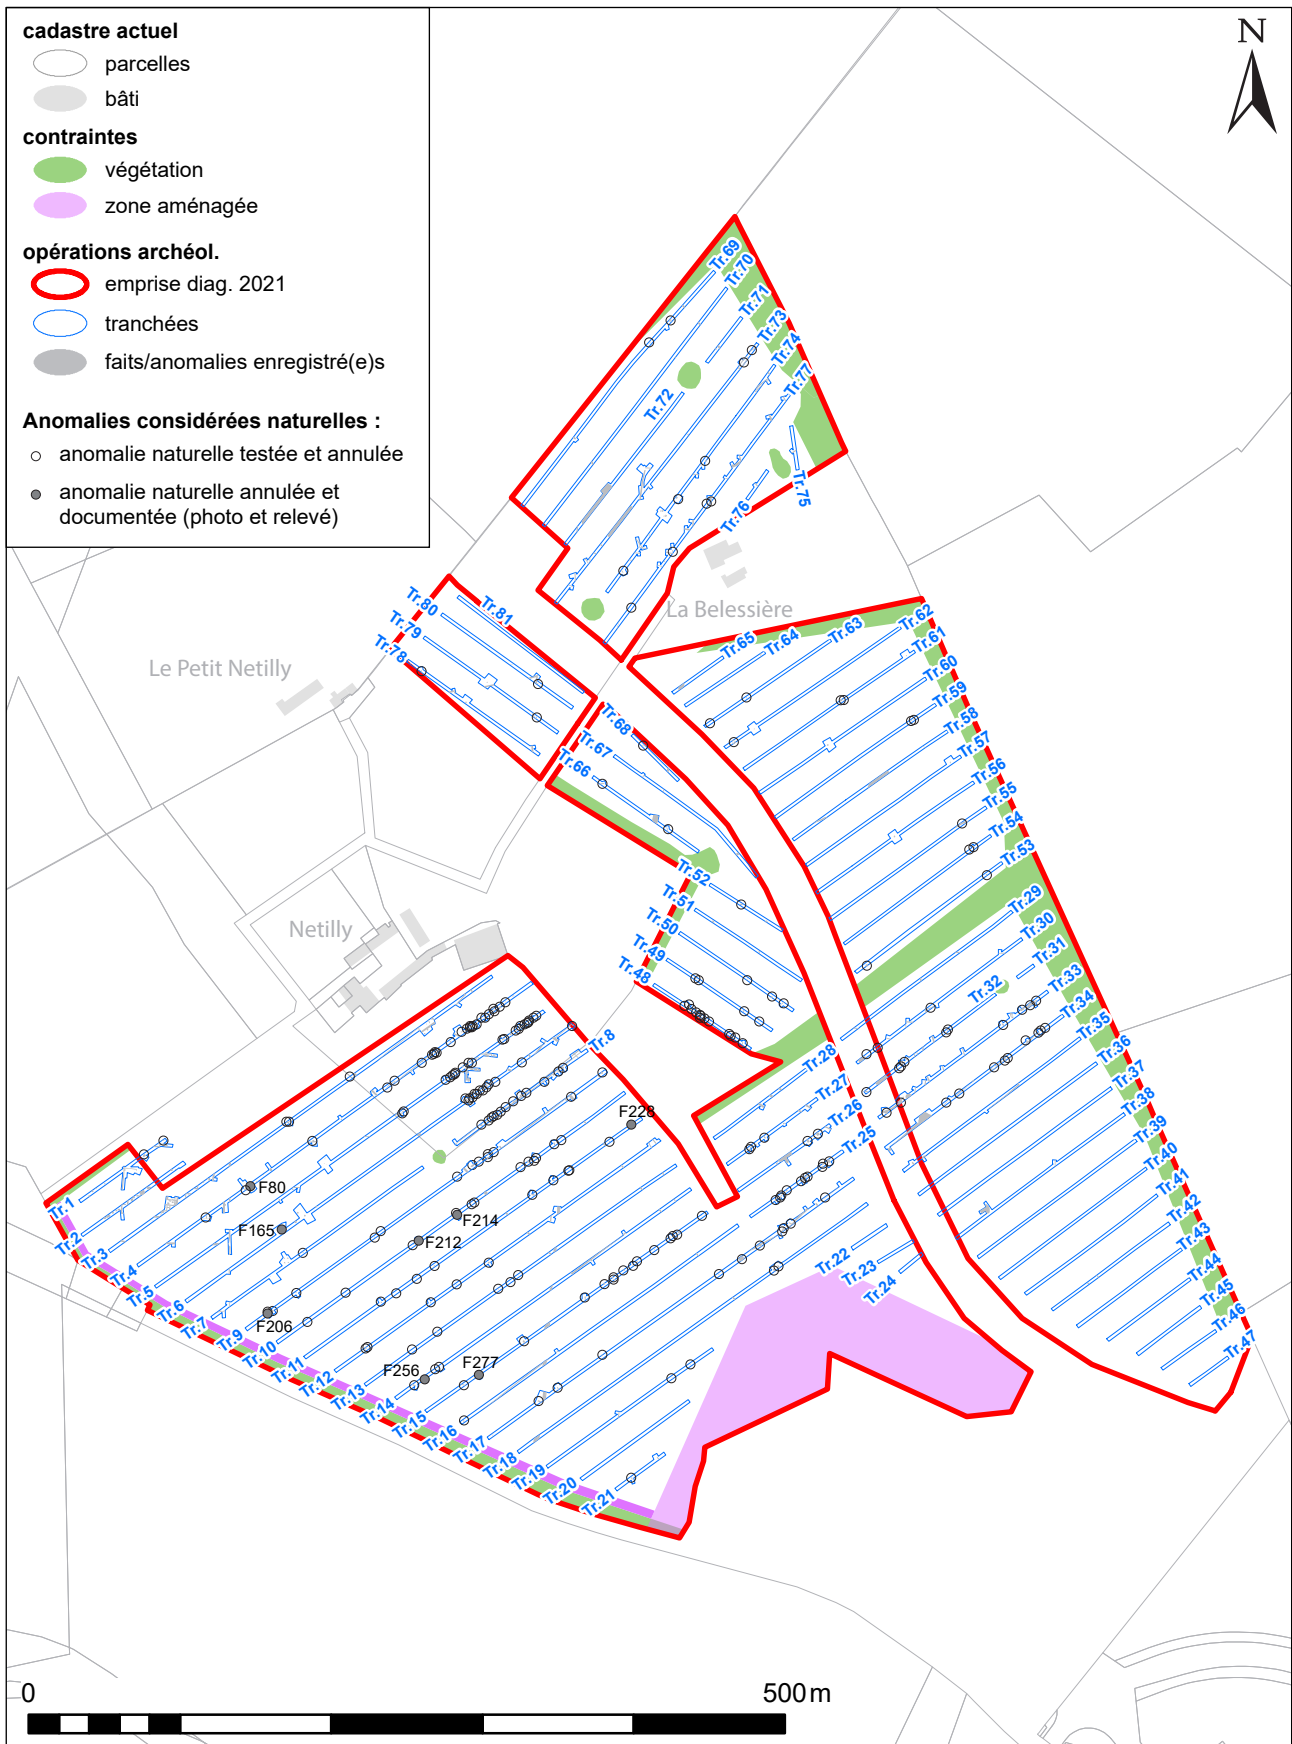 cadastre actuel
parcelles
bâti
contraintes
végétation
zone aménagée
opérations archéol.
emprise diag. 2021
tranchées
faits/anomalies enregistré(e)s
Anomalies considérées naturelles :
anomalie naturelle testée et annulée
anomalie naturelle annulée et
documentée (photo et relevé)
N
Tr.69
Tr.70
Tr.71
Tr.73
Tr.74
Tr.77
Tr.72
Tr.75
Tr.76
La Belessière
Le Petit Netilly
Netilly
Tr.81
Tr.80
Tr.79
Tr.78
Tr.68
Tr.67
Tr.66
Tr.65
Tr.64
Tr.63
Tr.62
Tr.61
Tr.60
Tr.59
Tr.58
Tr.57
Tr.56
Tr.55
Tr.54
Tr.53
Tr.52
Tr.51
Tr.50
Tr.49
Tr.48
Tr.29
Tr.30
Tr.31
Tr.32
Tr.33
Tr.34
Tr.35
Tr.36
Tr.37
Tr.38
Tr.39
Tr.40
Tr.41
Tr.42
Tr.43
Tr.44
Tr.45
Tr.46
Tr.47
Tr.28
Tr.27
Tr.26
Tr.25
Tr.22
Tr.23
Tr.24
Tr.8
F228
F80
F165
F214
F212
F206
F256
F277
Tr.1
Tr.2
Tr.3
Tr.4
Tr.5
Tr.6
Tr.7
Tr.9
Tr.10
Tr.11
Tr.12
Tr.13
Tr.14
Tr.15
Tr.16
Tr.17
Tr.18
Tr.19
Tr.20
Tr.21
0
500 m